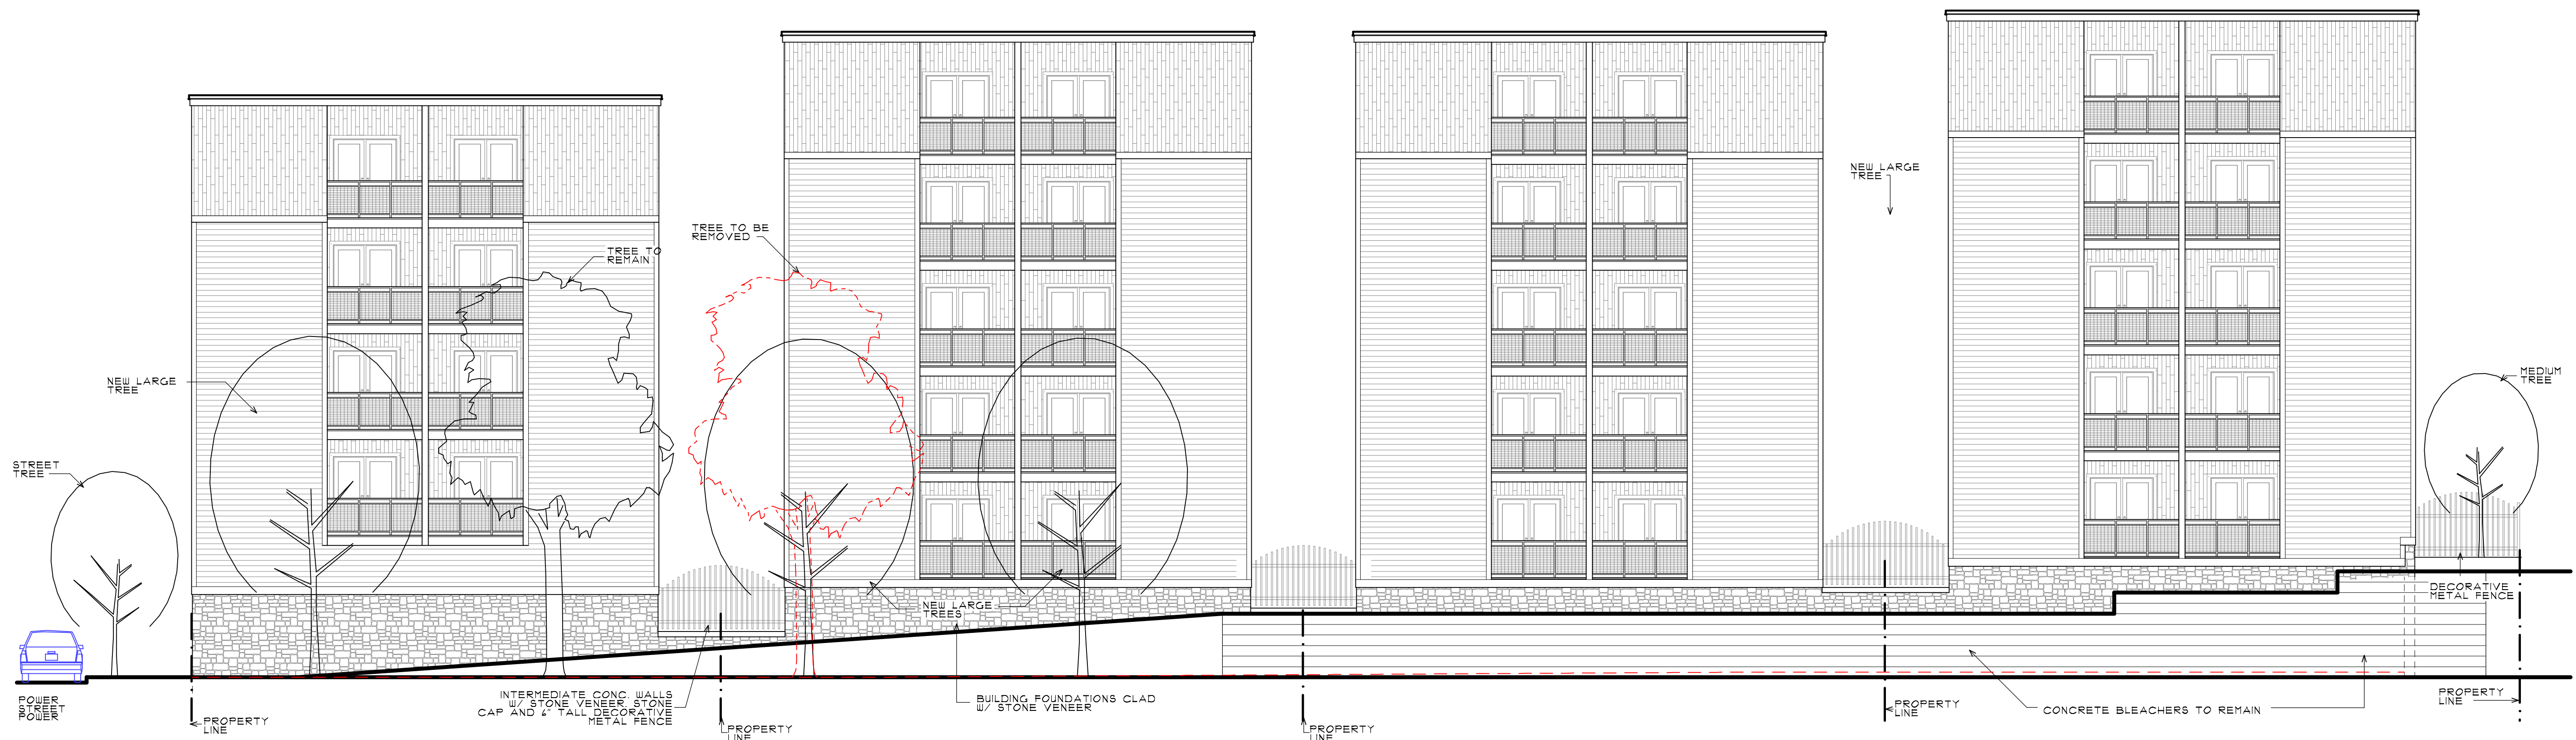 NEW LARGE
TREE
TREE TO BE
REMOVED
TREE TO
REMAIN
MEDIUM
TREE
NEW LARGE
TREE
STREET
TREE
DECORATIVE
METAL FENCE
NEW LARGE
TREES
POWER
STREET
POWER
PROPERTY
LINE
INTERMEDIATE CONC. WALLS
W/ STONE VENEER, STONE
CAP AND 6" TALL DECORATIVE
METAL FENCE
PROPERTY
LINE
BUILDING FOUNDATIONS CLAD
W/ STONE VENEER
PROPERTY
LINE
PROPERTY
LINE
CONCRETE BLEACHERS TO REMAIN
PROPERTY
LINE